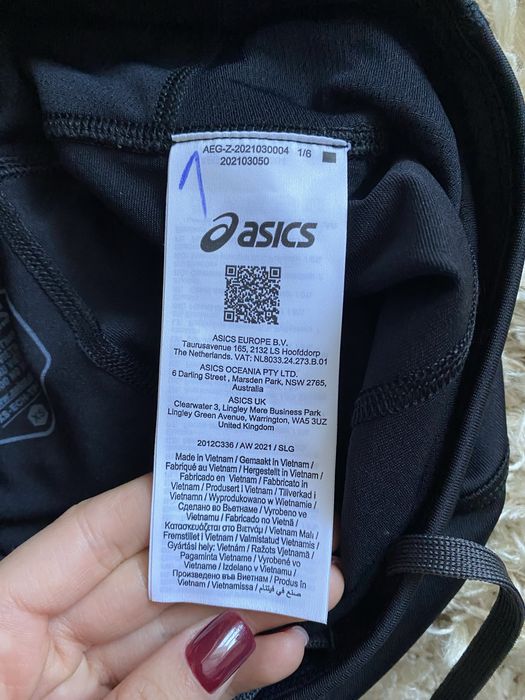 1
AEG-Z-2021030004 1/6
202103050
asics
ASICS EUROPE B.V.
Taurusavenue 165, 2132 LS Hoofddorp
The Netherlands. VAT: NL8033.24.273.B.01
ASICS OCEANIA PTY LTD.
6 Darling Street, Marsden Park, NSW 2765,
Australia
ASICS UK
Clearwater 3, Lingley Mere Business Park
Lingley Green Avenue, Warrington, WA5 3UZ
United Kingdom
2012C336 / AW 2021 / SLG
Made in Vietnam / Gemaakt in Vietnam /
Fabriqué au Vietnam / Hergestellt in Vietnam /
Fabricado en Vietnam / Fabbricato in
Vietnam / Produsert i Vietnam / Tillverkad i
Vietnamn / Wyprodukowano w Wietnamie /
Сделано во Вьетнаме / Vyrobeno ve
Vietnamu / Fabricado no Vietnã /
Κατασκευάζεται στο Βιετνάμ / Vietnam Malı /
Fremstillet i Vietnam / Valmistatud Vietnamis /
Gyártási hely: Vietnám / Ražots Vjetnamā /
Pagaminta Vietname / Vyrobené vo
Vietname / Izdelano v Vietnamu /
Произведено във Виетнам / Produs în
Vietnam / Vietnamissa / صنع في فيتنام